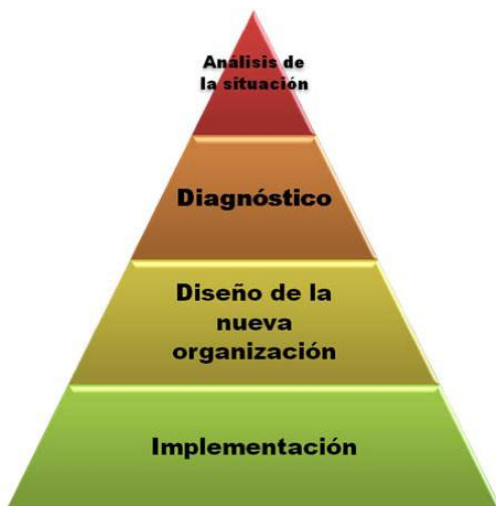 Análisis de
la situación
Diagnóstico
Diseño de la
nueva
organización
Implementación